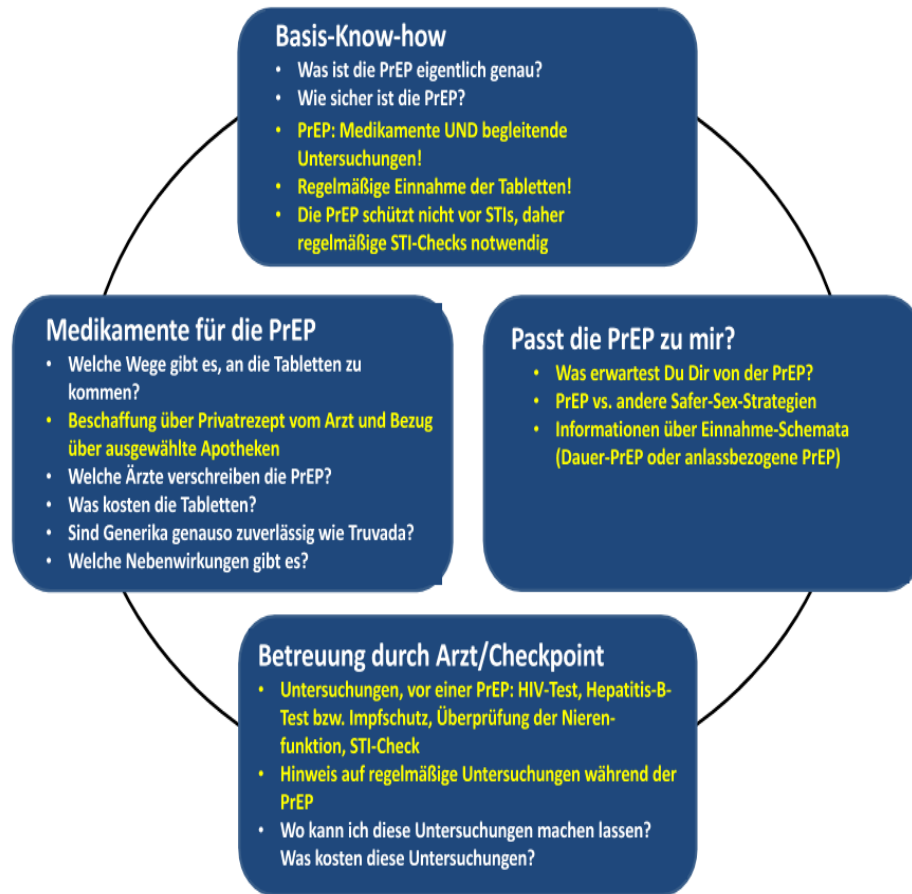 Basis-Know-how
• Was ist die PrEP eigentlich genau?
• Wie sicher ist die PrEP?
• PrEP: Medikamente UND begleitende
Untersuchungen!
• Regelmäßige Einnahme der Tabletten!
• Die PrEP schützt nicht vor STIs, daher
regelmäßige STI-Checks notwendig
Medikamente für die PrEP
• Welche Wege gibt es, an die Tabletten zu
kommen?
• Beschaffung über Privatrezept vom Arzt und Bezug
über ausgewählte Apotheken
• Welche Ärzte verschreiben die PrEP?
• Was kosten die Tabletten?
• Sind Generika genauso zuverlässig wie Truvada?
• Welche Nebenwirkungen gibt es?
Passt die PrEP zu mir?
• Was erwartest Du Dir von der PrEP?
• PrEP vs. andere Safer-Sex-Strategien
• Informationen über Einnahme-Schemata
(Dauer-PrEP oder anlassbezogene PrEP)
Betreuung durch Arzt/Checkpoint
• Untersuchungen, vor einer PrEP: HIV-Test, Hepatitis-B-
Test bzw. Impfschutz, Überprüfung der Nieren-
funktion, STI-Check
• Hinweis auf regelmäßige Untersuchungen während der
PrEP
• Wo kann ich diese Untersuchungen machen lassen?
Was kosten diese Untersuchungen?